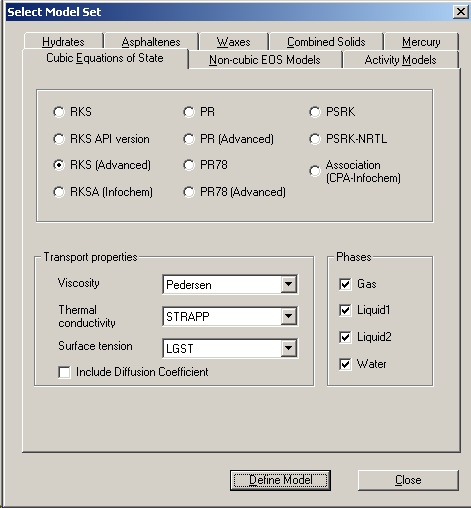 Select Model Set
Hydrates Asphaltenes Waxes Combined Solids Mercury
Cubic Equations of State Non-cubic EOS Models Activity Models
RKS PR PSRK
RKS API version PR (Advanced) PSRK-NRTL
RKS (Advanced) PR78 Association
(CPA-Infochem)
RKSA (Infochem) PR78 (Advanced)
Transport properties Phases
Viscosity Pedersen Gas
Thermal
conductivity STRAPP Liquid1
Surface tension LGST Liquid2
Include Diffusion Coefficient Water
Define Model Close